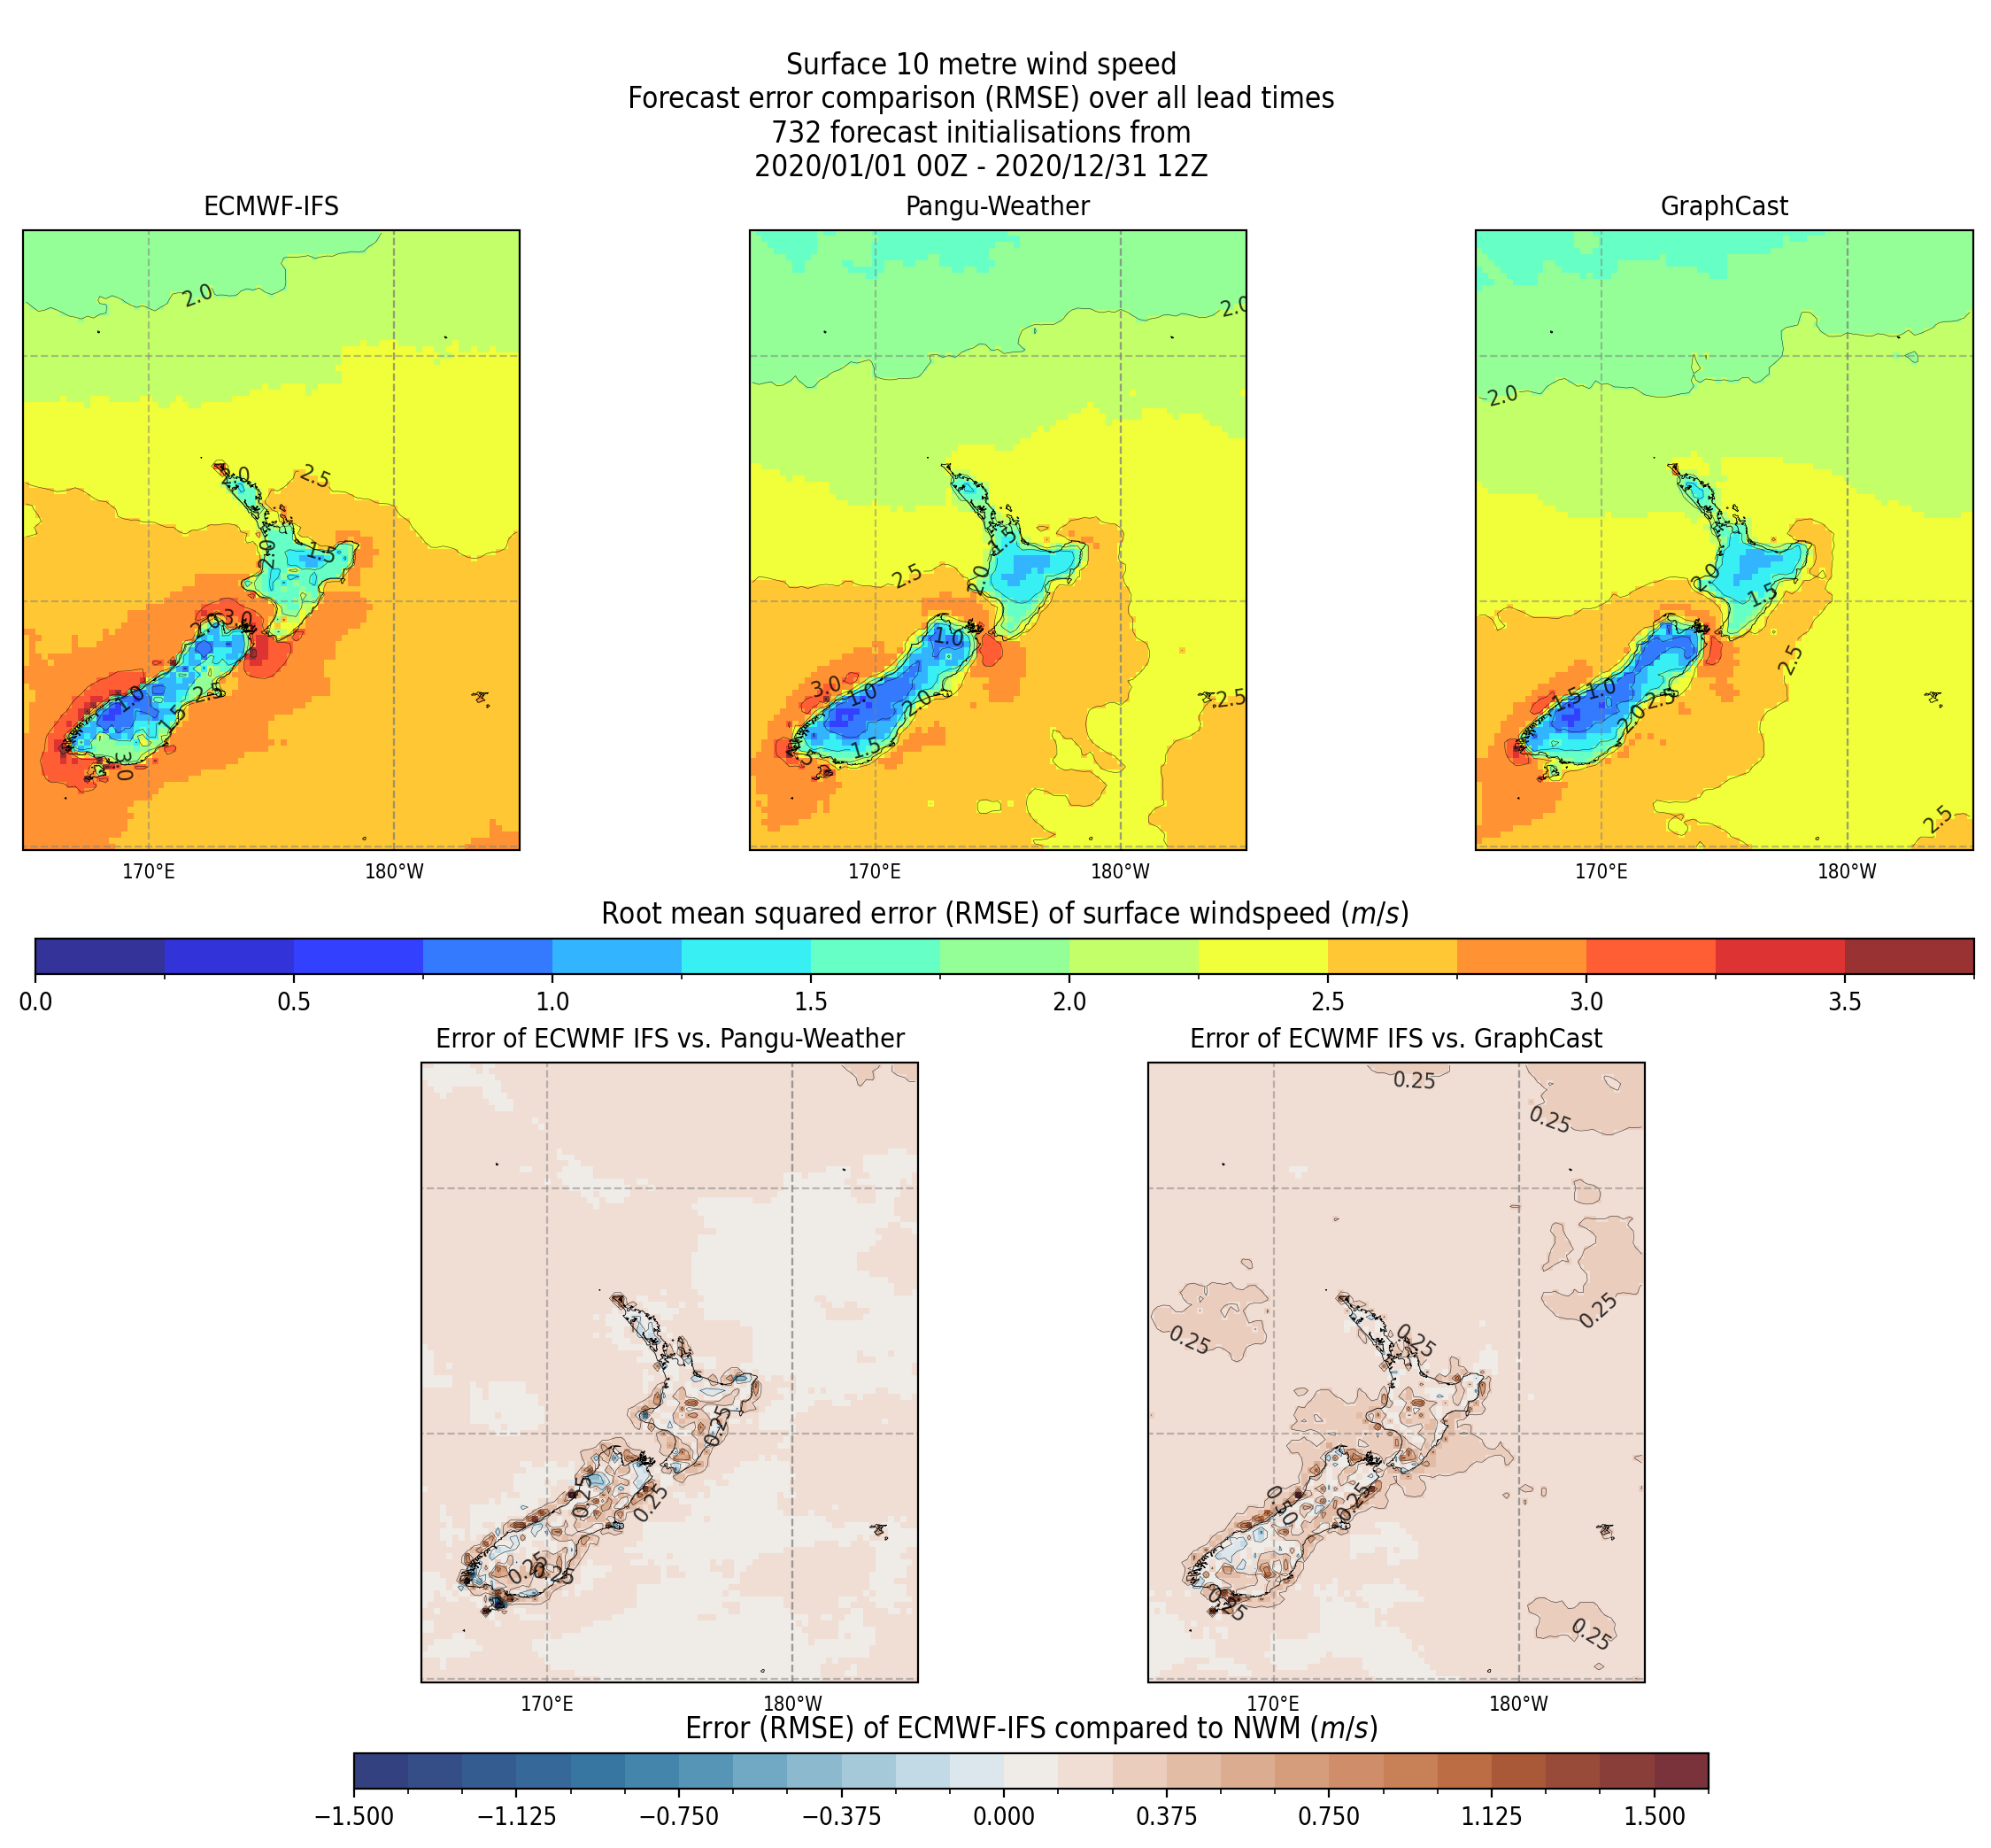 Surface 10 metre wind speed
Forecast error comparison (RMSE) over all lead times
732 forecast initialisations from
2020/01/01 00Z - 2020/12/31 12Z
ECMWF-IFS
Pangu-Weather
GraphCast
2.0
2.0
2.5
2.0
1.5
2.0
3.0
1.0
2.5
1.5
3.0
2.0
1.5
2.5
2.0
1.0
3.0
1.0
2.0
2.5
1.5
2.0
2.0
1.5
2.5
1.5
1.0
2.5
2.0
2.5
170°E
180°W
170°E
180°W
170°E
180°W
Root mean squared error (RMSE) of surface windspeed (m/s)
0.0
0.5
1.0
1.5
2.0
2.5
3.0
3.5
Error of ECWMF IFS vs. Pangu-Weather
Error of ECWMF IFS vs. GraphCast
0.25
0.25
0.25
0.25
0.25
0.25
0.25
0.25
0.25
0.25
0.50
0.25
0.25
0.25
170°E
180°W
170°E
180°W
Error (RMSE) of ECMWF-IFS compared to NWM (m/s)
−1.500
−1.125
−0.750
−0.375
0.000
0.375
0.750
1.125
1.500